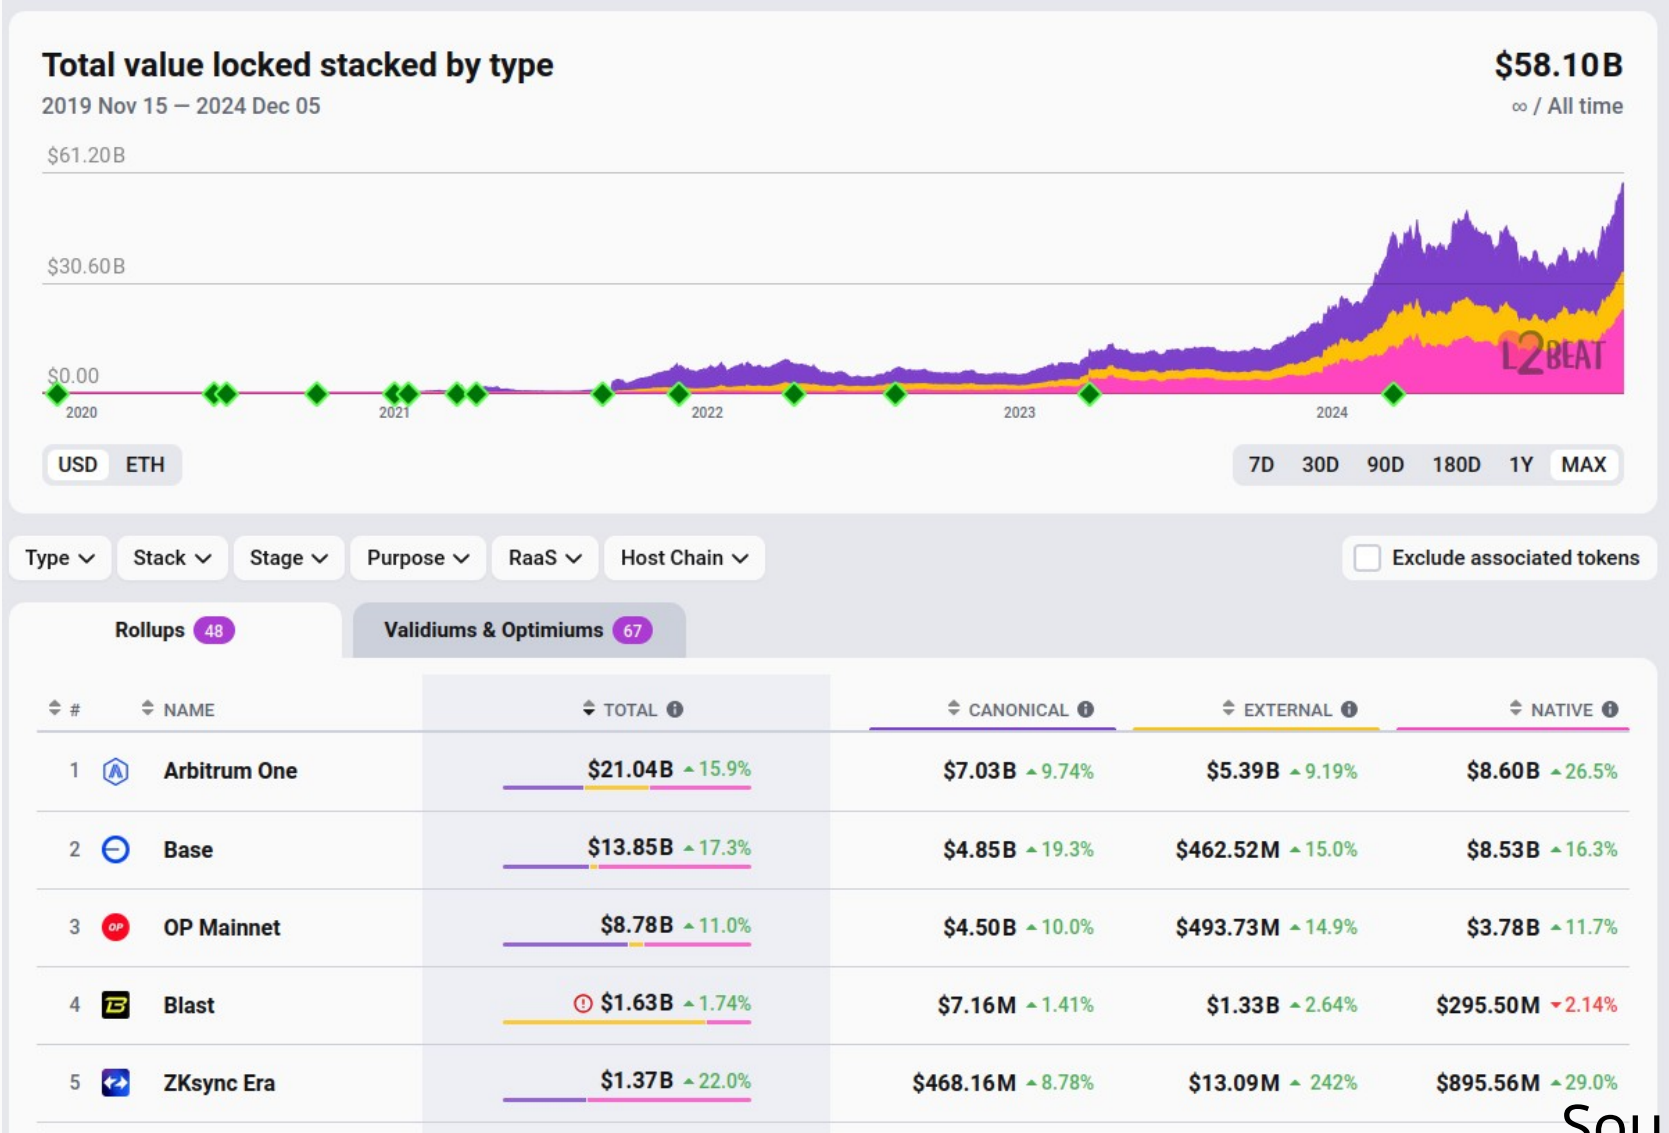 Total value locked stacked by type
$58.10B
2019 Nov 15 — 2024 Dec 05
∞ / All time
$61.20B
$30.60B
$0.00
L2BEAT
2020 2021 2022 2023 2024
USD ETH 7D 30D 90D 180D 1Y MAX
Type Stack Stage Purpose RaaS Host Chain Exclude associated tokens
Rollups 48 Validiums & Optimiums 67
# NAME TOTAL CANONICAL EXTERNAL NATIVE
1 Arbitrum One $21.04B 15.9% $7.03B 9.74% $5.39B 9.19% $8.60B 26.5%
2 Base $13.85B 17.3% $4.85B 19.3% $462.52M 15.0% $8.53B 16.3%
3 OP OP Mainnet $8.78B 11.0% $4.50B 10.0% $493.73M 14.9% $3.78B 11.7%
4 Blast $1.63B 1.74% $7.16M 1.41% $1.33B 2.64% $295.50M 2.14%
5 ZKsync Era $1.37B 22.0% $468.16M 8.78% $13.09M 242% $895.56M 29.0%